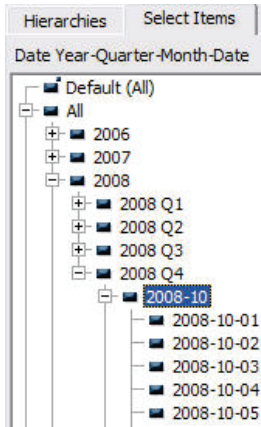 Hierarchies Select Items
Date Year-Quarter-Month-Date
Default (All)
All
2006
2007
2008
2008 Q1
2008 Q2
2008 Q3
2008 Q4
2008-10
2008-10-01
2008-10-02
2008-10-03
2008-10-04
2008-10-05